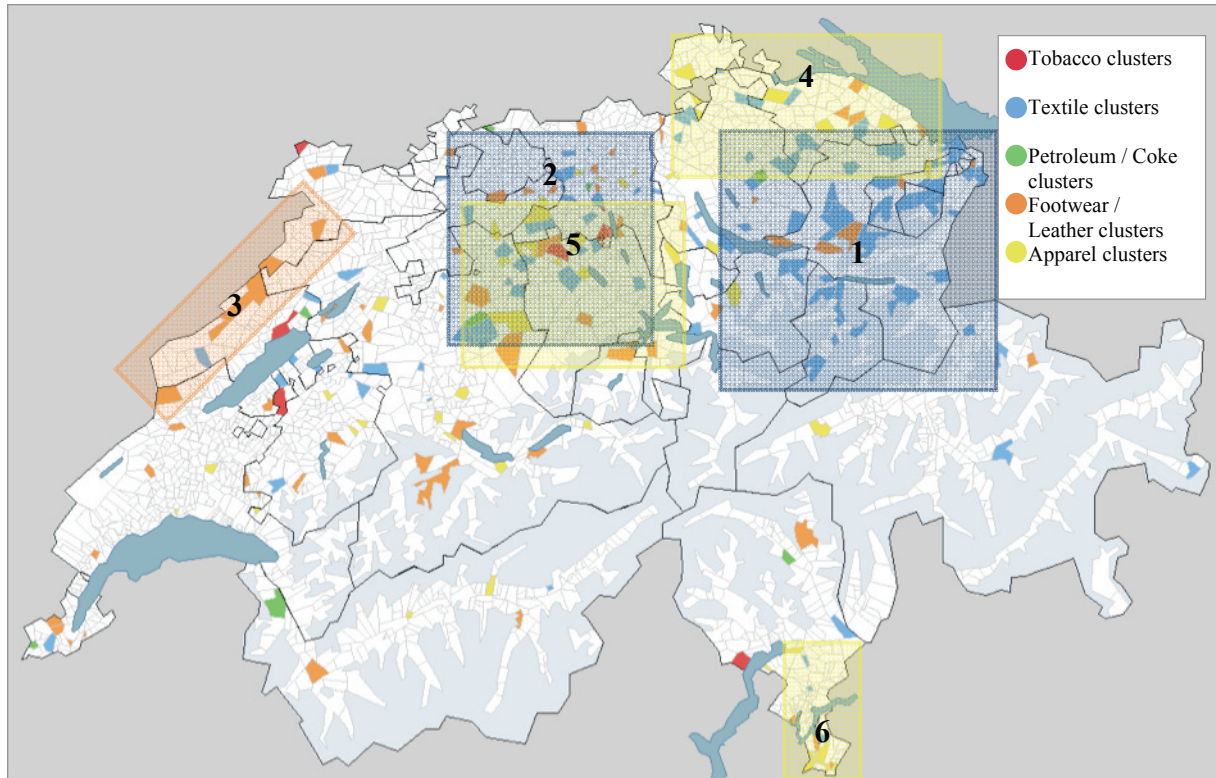 4
Tobacco clusters
Textile clusters
Petroleum / Coke
clusters
Footwear /
Leather clusters
Apparel clusters
2
5
1
3
6